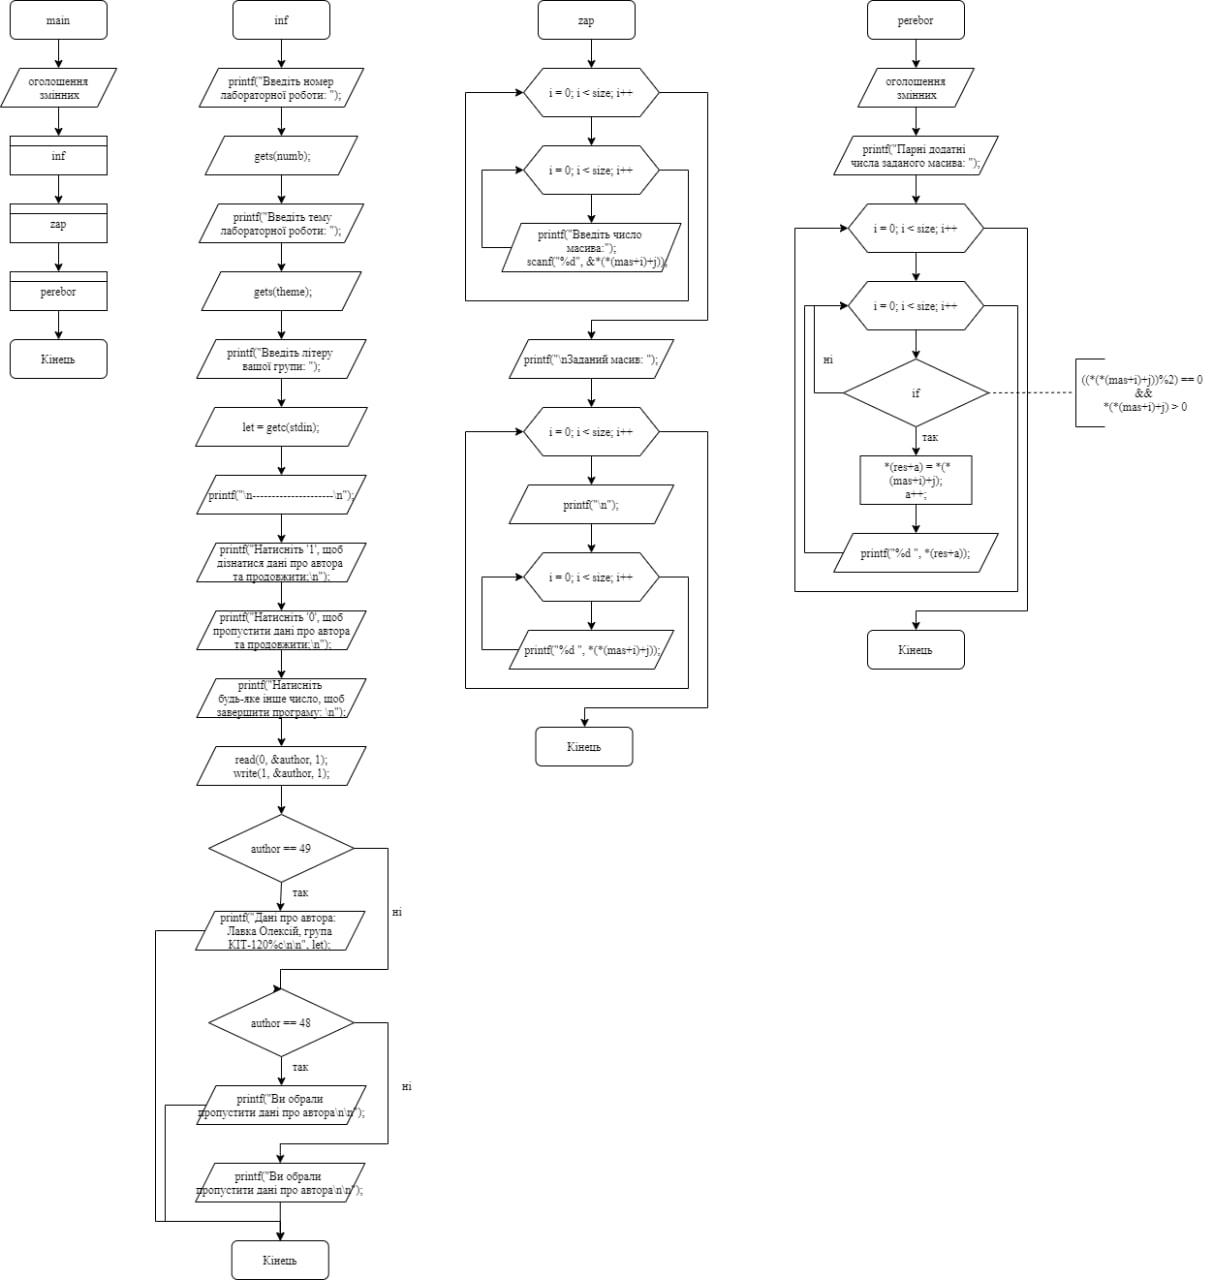 main
оголошення
змінних
inf
zap
perebor
Кінець
inf
printf("Введіть номер
лабораторної роботи: ");
gets(numb);
printf("Введіть тему
лабораторної роботи: ");
gets(theme);
printf("Введіть літеру
вашої групи: ");
let = getc(stdin);
printf("\n---------------------\n");
printf("Натисніть '1', щоб
дізнатися дані про автора
та продовжити;\n");
printf("Натисніть '0', щоб
пропустити дані про автора
та продовжити;\n");
printf("Натисніть
будь-яке інше число, щоб
завершити програму: \n");
read(0, &author, 1);
write(1, &author, 1);
author == 49
так
ні
printf("Дані про автора:
Лавка Олексій, група
КІТ-120%c\n\n", let);
author == 48
так
ні
printf("Ви обрали
пропустити дані про автора\n\n");
printf("Ви обрали
пропустити дані про автора\n\n");
Кінець
zap
i = 0; i < size; i++
i = 0; i < size; i++
printf("Введіть число
масива:");
scanf("%d", &*(*(mas+i)+j));
printf("\nЗаданий масив: ");
i = 0; i < size; i++
printf("\n");
i = 0; i < size; i++
printf("%d ", *(*(mas+i)+j));
Кінець
perebor
оголошення
змінних
printf("Парні додатні
числа заданого масива: ");
i = 0; i < size; i++
i = 0; i < size; i++
ні
if
((*(*(mas+i)+j))%2) == 0
&&
*(*(mas+i)+j) > 0
так
*(res+a) = *(*
(mas+i)+j);
a++;
printf("%d ", *(res+a));
Кінець